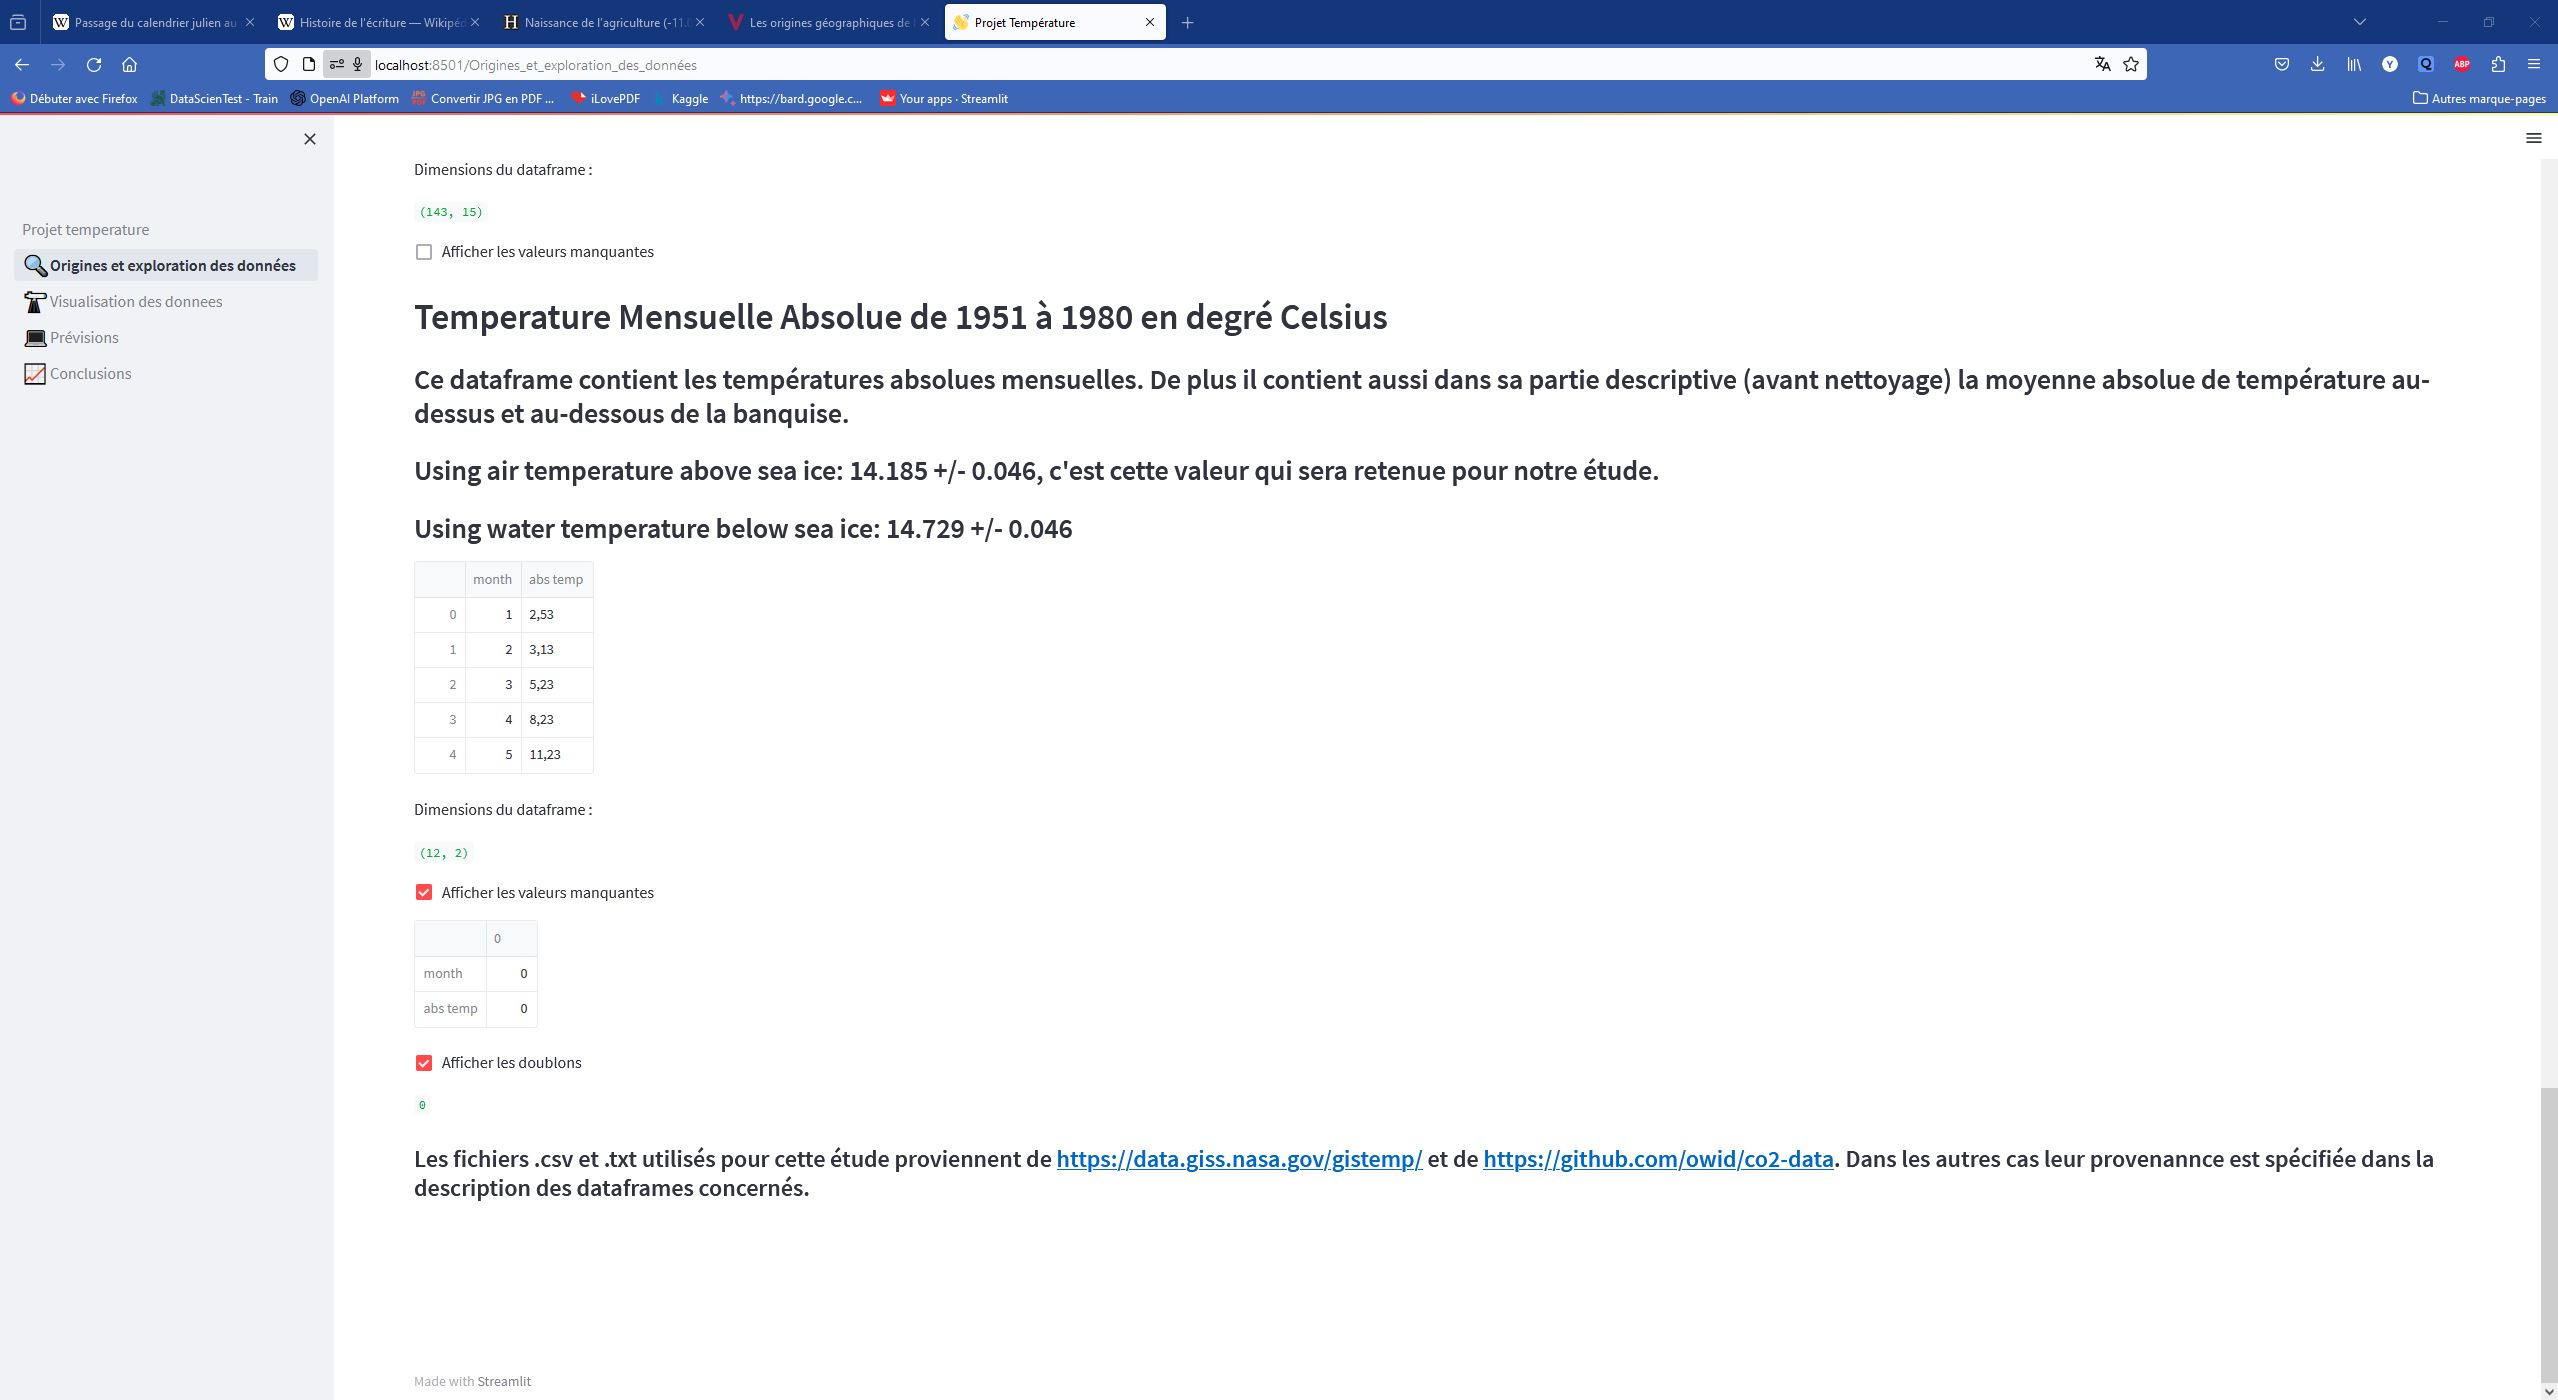 Passage du calendrier julien au
Histoire de l'écriture — Wikipéd
Naissance de l'agriculture (-11.0
Les origines géographiques de l
Projet Température
localhost:8501/Origines_et_exploration_des_données
Débuter avec Firefox
DataScienTest - Train
OpenAI Platform
Convertir JPG en PDF ...
iLovePDF
Kaggle
https://bard.google.c...
Your apps · Streamlit
Autres marque-pages
Projet temperature
Origines et exploration des données
Visualisation des donnees
Prévisions
Conclusions
Dimensions du dataframe :
(143, 15)
Afficher les valeurs manquantes
Temperature Mensuelle Absolue de 1951 à 1980 en degré Celsius
Ce dataframe contient les températures absolues mensuelles. De plus il contient aussi dans sa partie descriptive (avant nettoyage) la moyenne absolue de température au-
dessus et au-dessous de la banquise.
Using air temperature above sea ice: 14.185 +/- 0.046, c'est cette valeur qui sera retenue pour notre étude.
Using water temperature below sea ice: 14.729 +/- 0.046
month abs temp
0 1 2,53
1 2 3,13
2 3 5,23
3 4 8,23
4 5 11,23
Dimensions du dataframe :
(12, 2)
Afficher les valeurs manquantes
0
month 0
abs temp 0
Afficher les doublons
0
Les fichiers .csv et .txt utilisés pour cette étude proviennent de https://data.giss.nasa.gov/gistemp/ et de https://github.com/owid/co2-data. Dans les autres cas leur provenannce est spécifiée dans la
description des dataframes concernés.
Made with Streamlit